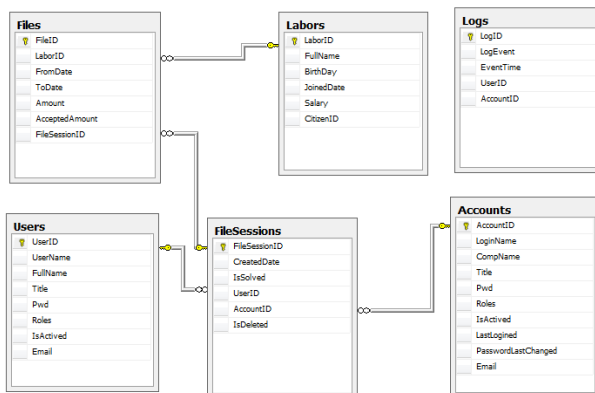 Files
FileID
LaborID
FromDate
ToDate
Amount
AcceptedAmount
FileSessionID
Labors
LaborID
FullName
BirthDay
JoinedDate
Salary
CitizenID
Logs
LogID
LogEvent
EventTime
UserID
AccountID
Users
UserID
UserName
FullName
Title
Pwd
Roles
IsActived
Email
FileSessions
FileSessionID
CreatedDate
IsSolved
UserID
AccountID
IsDeleted
Accounts
AccountID
LoginName
CompName
Title
Pwd
Roles
IsActived
LastLogined
PasswordLastChanged
Email